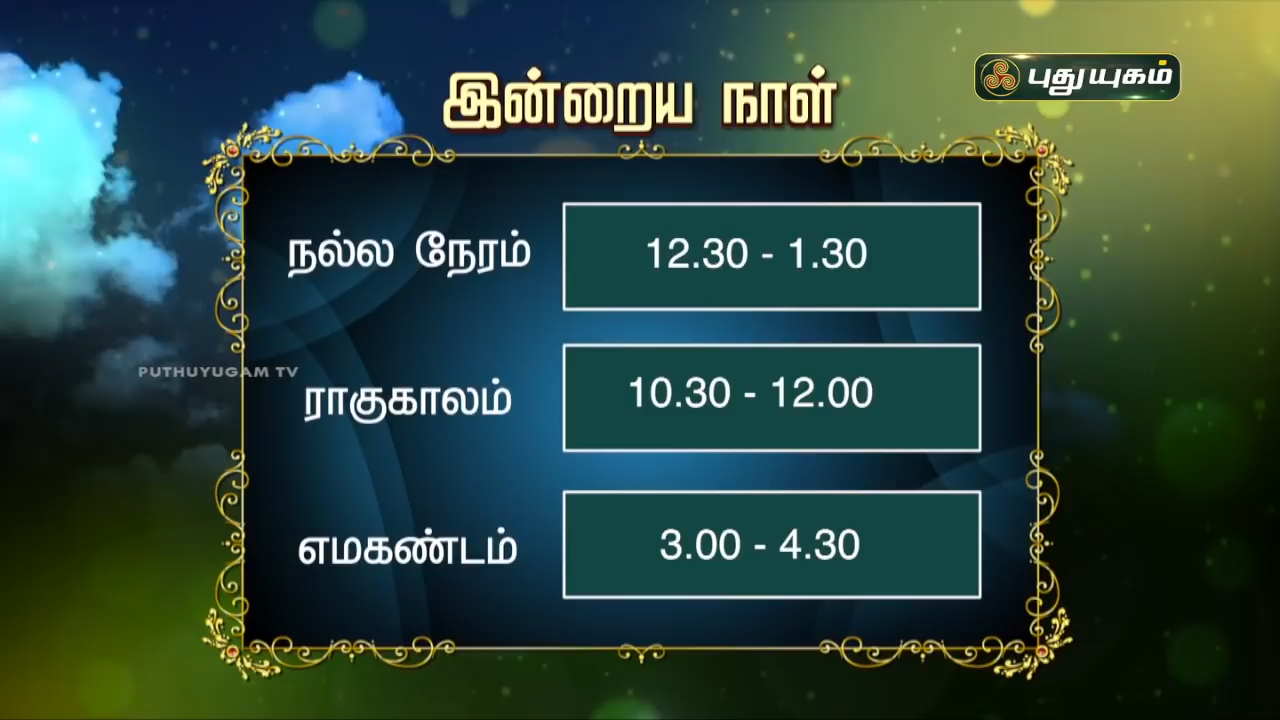 இன்றைய நாள்
புதுயுகம்
நல்ல நேரம் 12.30 - 1.30
PUTHUYUGAM TV
ராகுகாலம் 10.30 - 12.00
எமகண்டம் 3.00 - 4.30